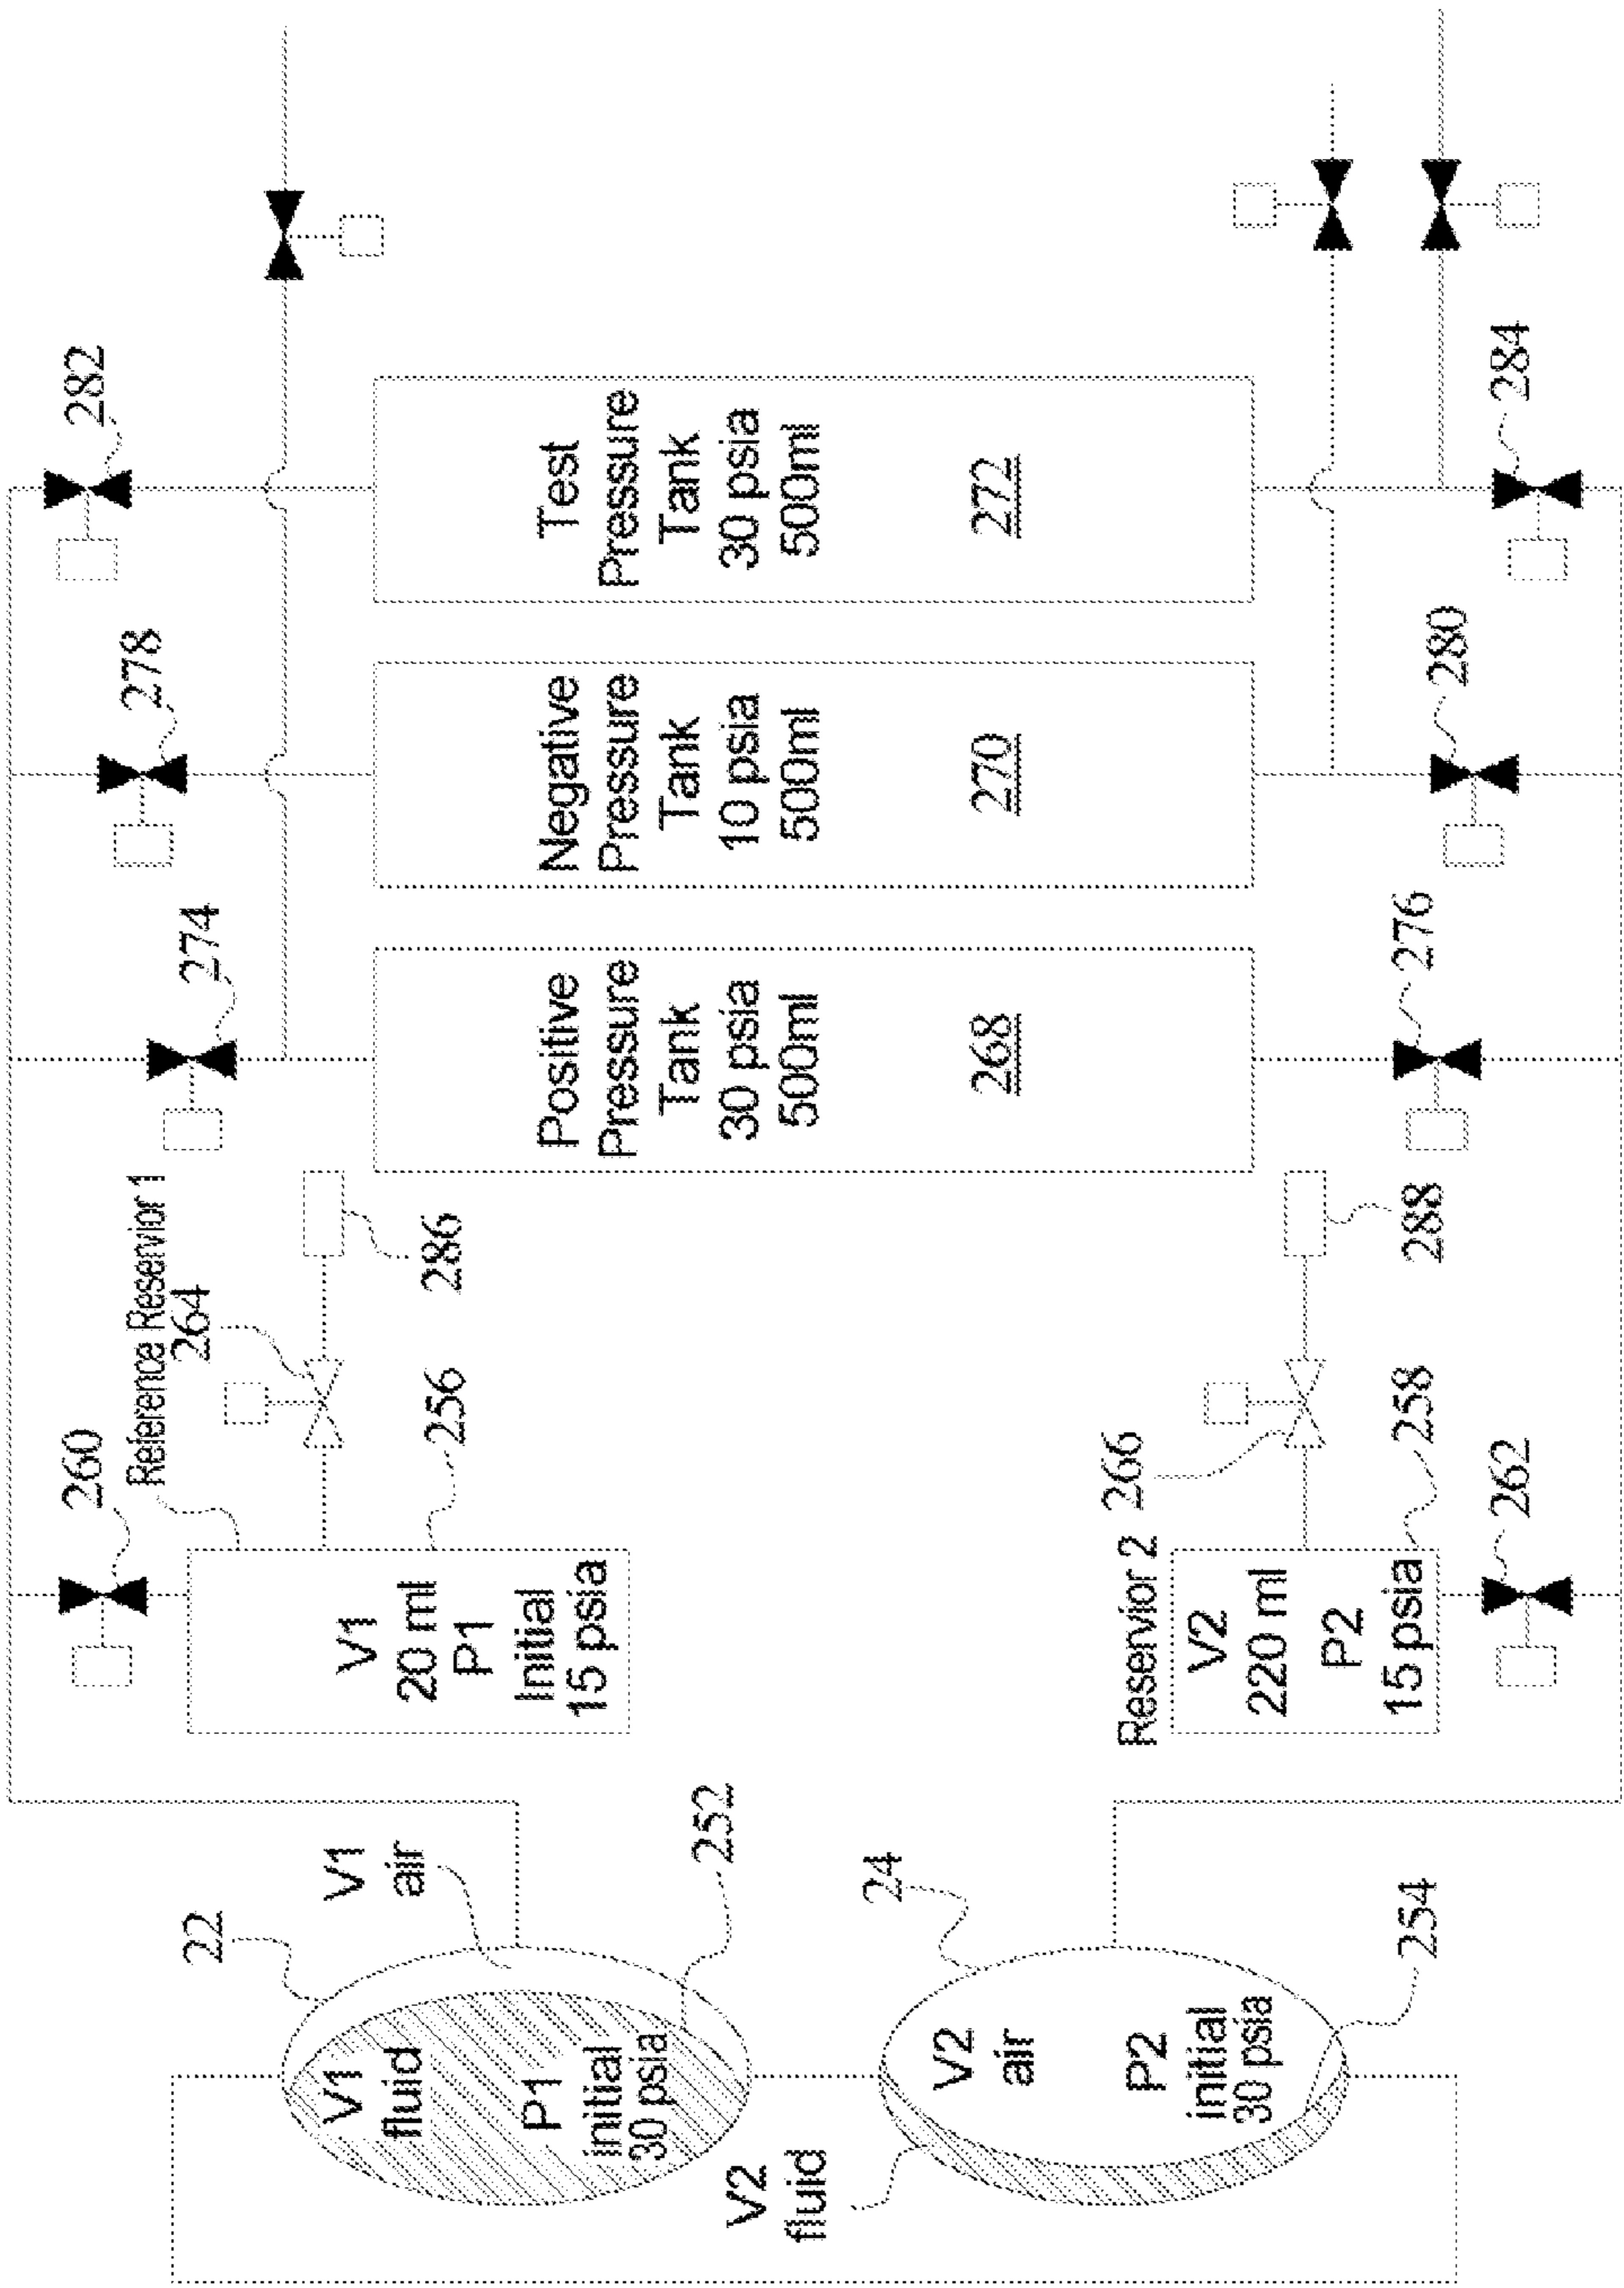 22
V1
air
V1
fluid
P1
initial
30 psia
252
V2
fluid
24
V2
air
P2
initial
30 psia
254
260
Reference Reservior 1
264
V1
20 ml
P1
Initial
15 psia
256
286
Reservior 2
266
V2
220 ml
P2
15 psia
258
262
288
274
Positive
Pressure
Tank
30 psia
500ml
268
276
278
Negative
Pressure
Tank
10 psia
500ml
270
280
282
Test
Pressure
Tank
30 psia
500ml
272
284